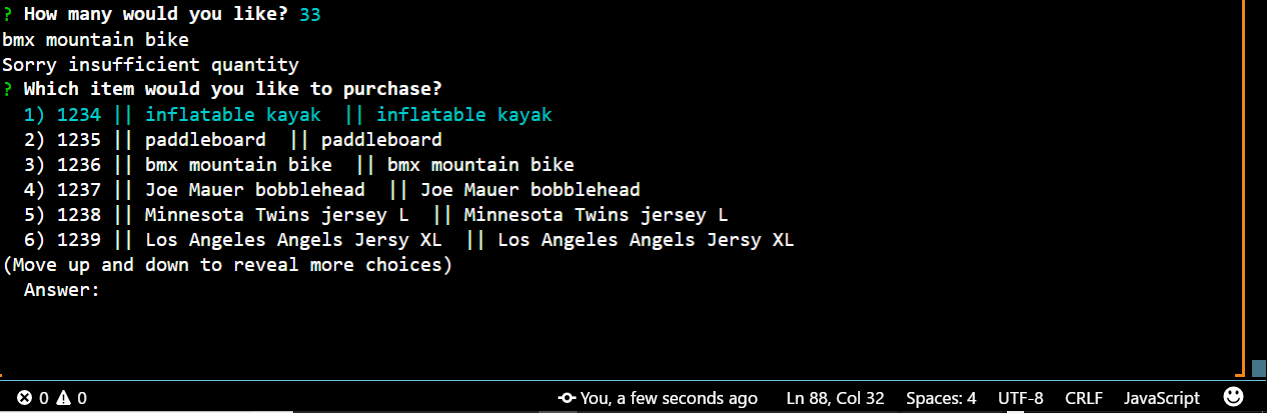 ? How many would you like? 33
bmx mountain bike
Sorry insufficient quantity
? Which item would you like to purchase?
1) 1234 || inflatable kayak || inflatable kayak
2) 1235 || paddleboard || paddleboard
3) 1236 || bmx mountain bike || bmx mountain bike
4) 1237 || Joe Mauer bobblehead || Joe Mauer bobblehead
5) 1238 || Minnesota Twins jersey L || Minnesota Twins jersey L
6) 1239 || Los Angeles Angels Jersy XL || Los Angeles Angels Jersy XL
(Move up and down to reveal more choices)
Answer:
0 0 You, a few seconds ago Ln 88, Col 32 Spaces: 4 UTF-8 CRLF JavaScript